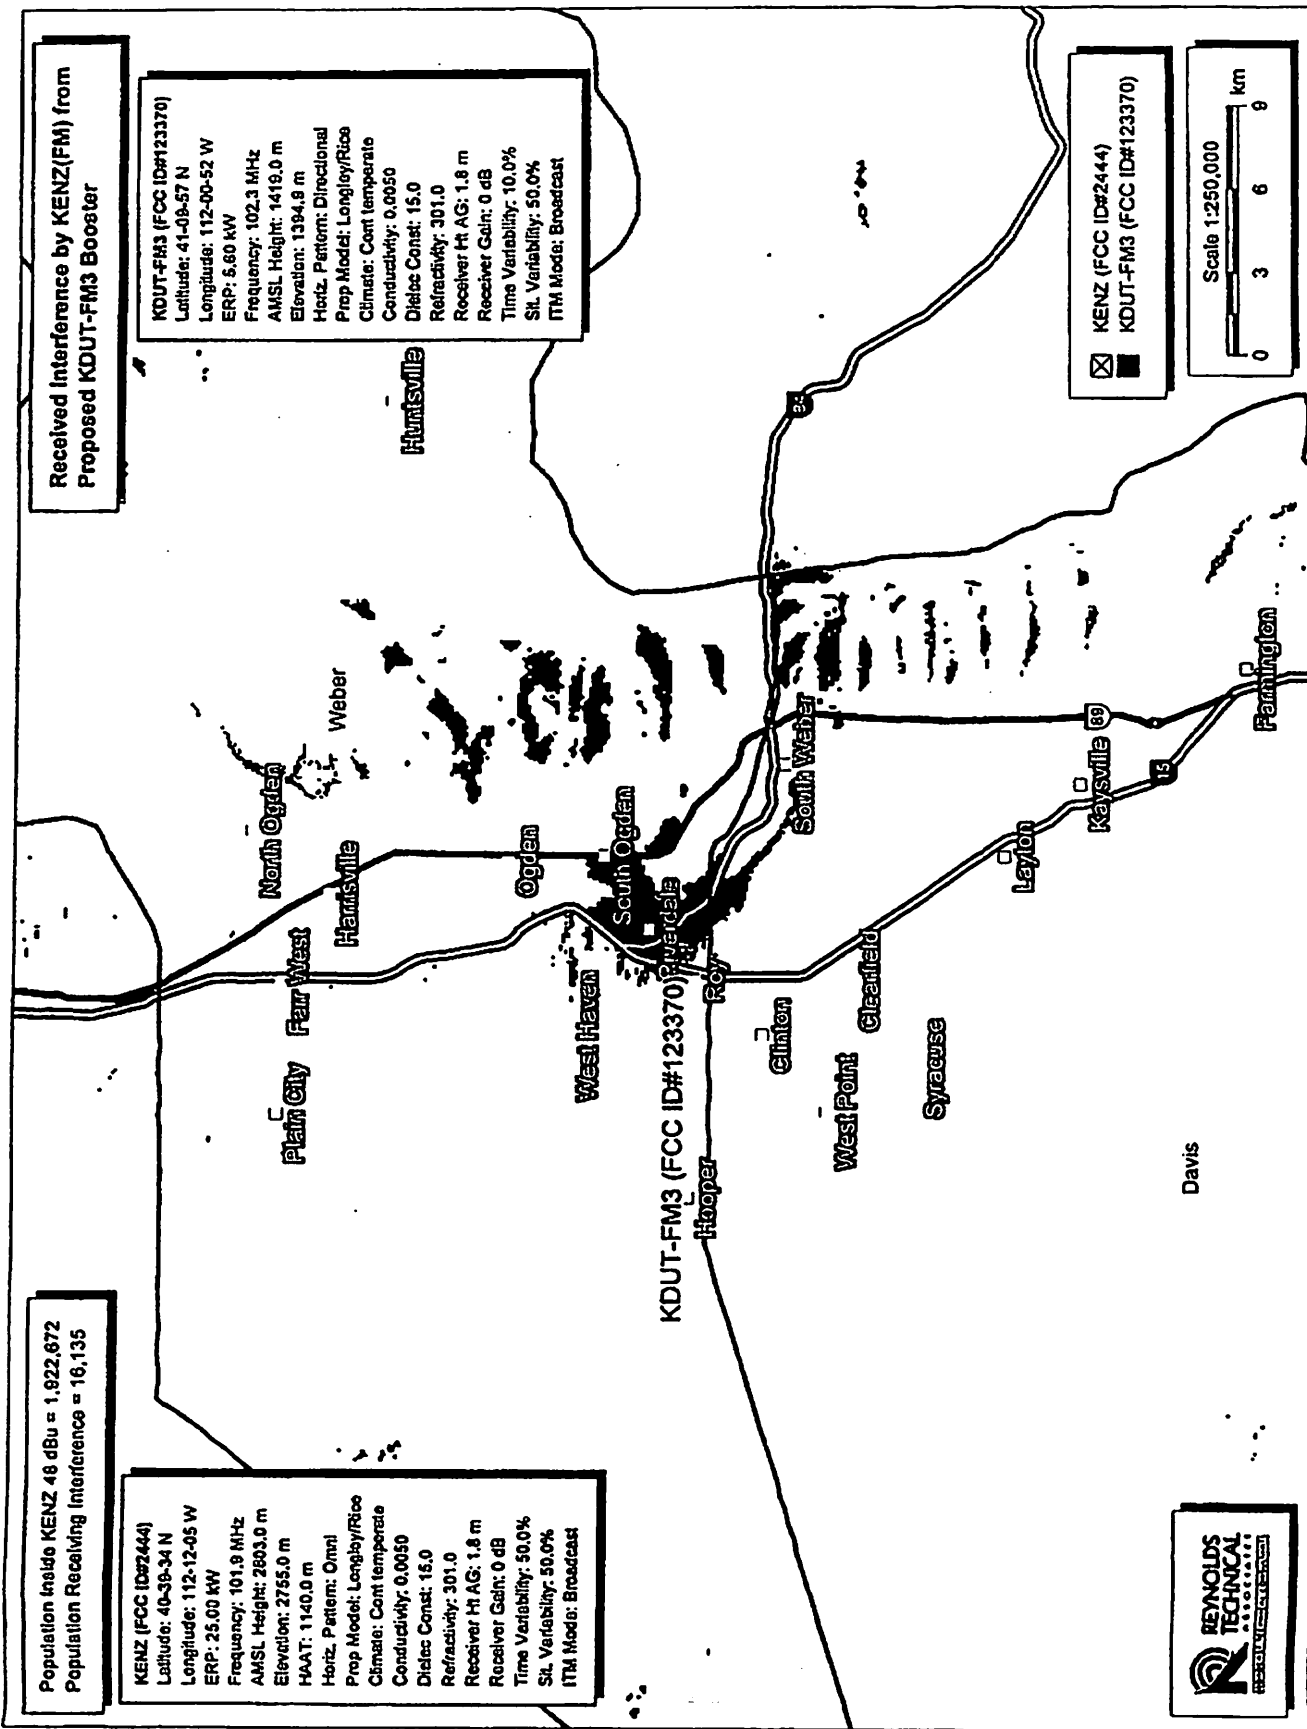 Population Inside KENZ 48 dBu = 1,922,672
Population Receiving Interference = 16,135
KENZ (FCC ID#2444)
Latitude: 40-39-34 N
Longitude: 112-12-05 W
ERP: 25.00 kW
Frequency: 101.9 MHz
AMSL Height: 2803.0 m
Elevation: 2755.0 m
HAAT: 1140.0 m
Horiz. Pattern: Omni
Prop Model: Longley/Rice
Climate: Cont temperate
Conductivity: 0.0050
Dielec Const: 15.0
Refractivity: 301.0
Receiver Ht AG: 1.8 m
Receiver Gain: 0 dB
Time Variability: 50.0%
Sit. Variability: 50.0%
ITM Mode: Broadcast
Received Interference by KENZ(FM) from
Proposed KDUT-FM3 Booster
KDUT-FM3 (FCC ID#123370)
Latitude: 41-09-57 N
Longitude: 112-00-52 W
ERP: 5.60 kW
Frequency: 102.3 MHz
AMSL Height: 1419.0 m
Elevation: 1394.9 m
Horiz. Pattern: Directional
Prop Model: Longley/Rice
Climate: Cont temperate
Conductivity: 0.0050
Dielec Const: 15.0
Refractivity: 301.0
Receiver Ht AG: 1.8 m
Receiver Gain: 0 dB
Time Variability: 10.0%
Sit. Variability: 50.0%
ITM Mode: Broadcast
Plain City
Farr West
North Ogden
Harrisville
Weber
Huntsville
Ogden
West Haven
South Ogden
KDUT-FM3 (FCC ID#123370)
Riverdale
Hooper
Roy
Clinton
South Weber
84
West Point
Clearfield
Syracuse
Layton
Kaysville
89
15
Davis
Farmington
KENZ (FCC ID#2444)
KDUT-FM3 (FCC ID#123370)
Scale 1:250,000
0 3 6 9 km
REYNOLDS
TECHNICAL
ASSOCIATES